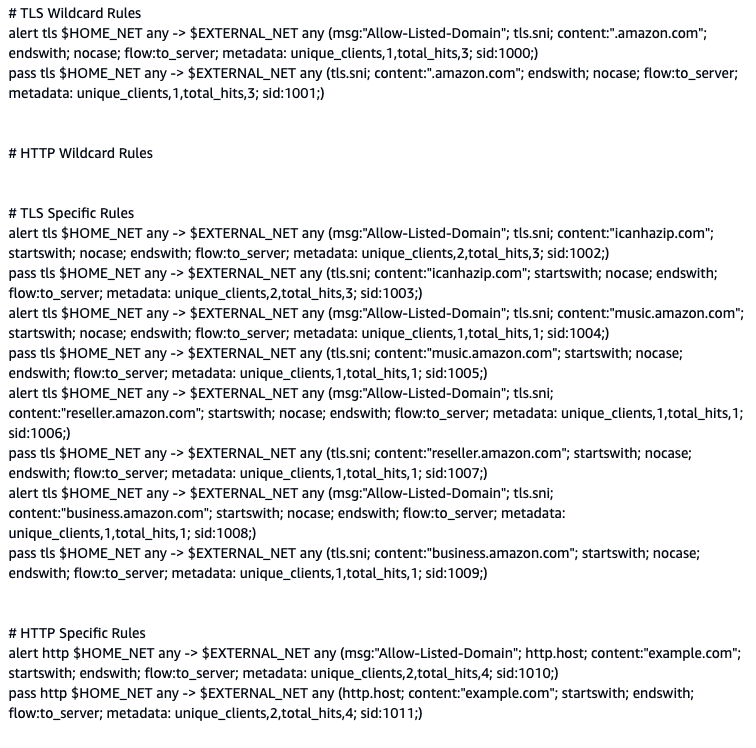 # TLS Wildcard Rules
alert tls $HOME_NET any -> $EXTERNAL_NET any (msg:"Allow-Listed-Domain"; tls.sni; content:".amazon.com";
endswith; nocase; flow:to_server; metadata: unique_clients,1,total_hits,3; sid:1000;)
pass tls $HOME_NET any -> $EXTERNAL_NET any (tls.sni; content:".amazon.com"; endswith; nocase; flow:to_server;
metadata: unique_clients,1,total_hits,3; sid:1001;)
# HTTP Wildcard Rules
# TLS Specific Rules
alert tls $HOME_NET any -> $EXTERNAL_NET any (msg:"Allow-Listed-Domain"; tls.sni; content:"icanhazip.com";
startswith; nocase; endswith; flow:to_server; metadata: unique_clients,2,total_hits,3; sid:1002;)
pass tls $HOME_NET any -> $EXTERNAL_NET any (tls.sni; content:"icanhazip.com"; startswith; nocase; endswith;
flow:to_server; metadata: unique_clients,2,total_hits,3; sid:1003;)
alert tls $HOME_NET any -> $EXTERNAL_NET any (msg:"Allow-Listed-Domain"; tls.sni; content:"music.amazon.com";
startswith; nocase; endswith; flow:to_server; metadata: unique_clients,1,total_hits,1; sid:1004;)
pass tls $HOME_NET any -> $EXTERNAL_NET any (tls.sni; content:"music.amazon.com"; startswith; nocase;
endswith; flow:to_server; metadata: unique_clients,1,total_hits,1; sid:1005;)
alert tls $HOME_NET any -> $EXTERNAL_NET any (msg:"Allow-Listed-Domain"; tls.sni;
content:"reseller.amazon.com"; startswith; nocase; endswith; flow:to_server; metadata: unique_clients,1,total_hits,1;
sid:1006;)
pass tls $HOME_NET any -> $EXTERNAL_NET any (tls.sni; content:"reseller.amazon.com"; startswith; nocase;
endswith; flow:to_server; metadata: unique_clients,1,total_hits,1; sid:1007;)
alert tls $HOME_NET any -> $EXTERNAL_NET any (msg:"Allow-Listed-Domain"; tls.sni;
content:"business.amazon.com"; startswith; nocase; endswith; flow:to_server; metadata:
unique_clients,1,total_hits,1; sid:1008;)
pass tls $HOME_NET any -> $EXTERNAL_NET any (tls.sni; content:"business.amazon.com"; startswith; nocase;
endswith; flow:to_server; metadata: unique_clients,1,total_hits,1; sid:1009;)
# HTTP Specific Rules
alert http $HOME_NET any -> $EXTERNAL_NET any (msg:"Allow-Listed-Domain"; http.host; content:"example.com";
startswith; endswith; flow:to_server; metadata: unique_clients,2,total_hits,4; sid:1010;)
pass http $HOME_NET any -> $EXTERNAL_NET any (http.host; content:"example.com"; startswith; endswith;
flow:to_server; metadata: unique_clients,2,total_hits,4; sid:1011;)